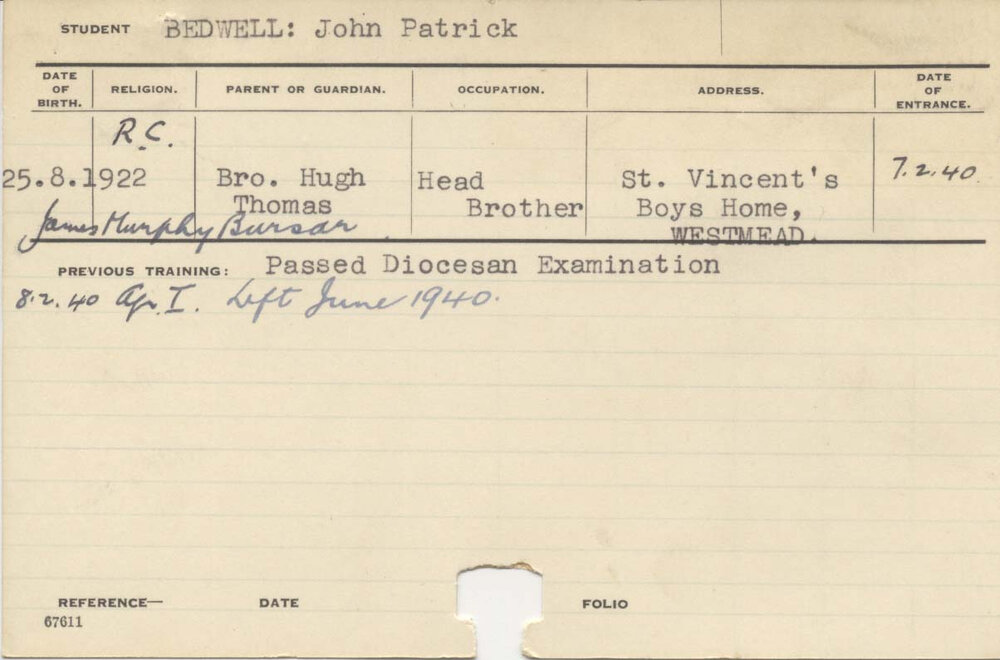 STUDENT BEDWELL: John Patrick
DATE OF BIRTH. RELIGION. PARENT OR GUARDIAN. OCCUPATION. ADDRESS. DATE OF ENTRANCE.
R.C.
25.8.1922 Bro. Hugh Head St. Vincent's 7.2.40
Thomas Brother Boys Home,
James Murphy Bursar WESTMEAD.
PREVIOUS TRAINING: Passed Diocesan Examination
8.2.40 Ag. I. Left June 1940.
REFERENCE— DATE FOLIO
67611